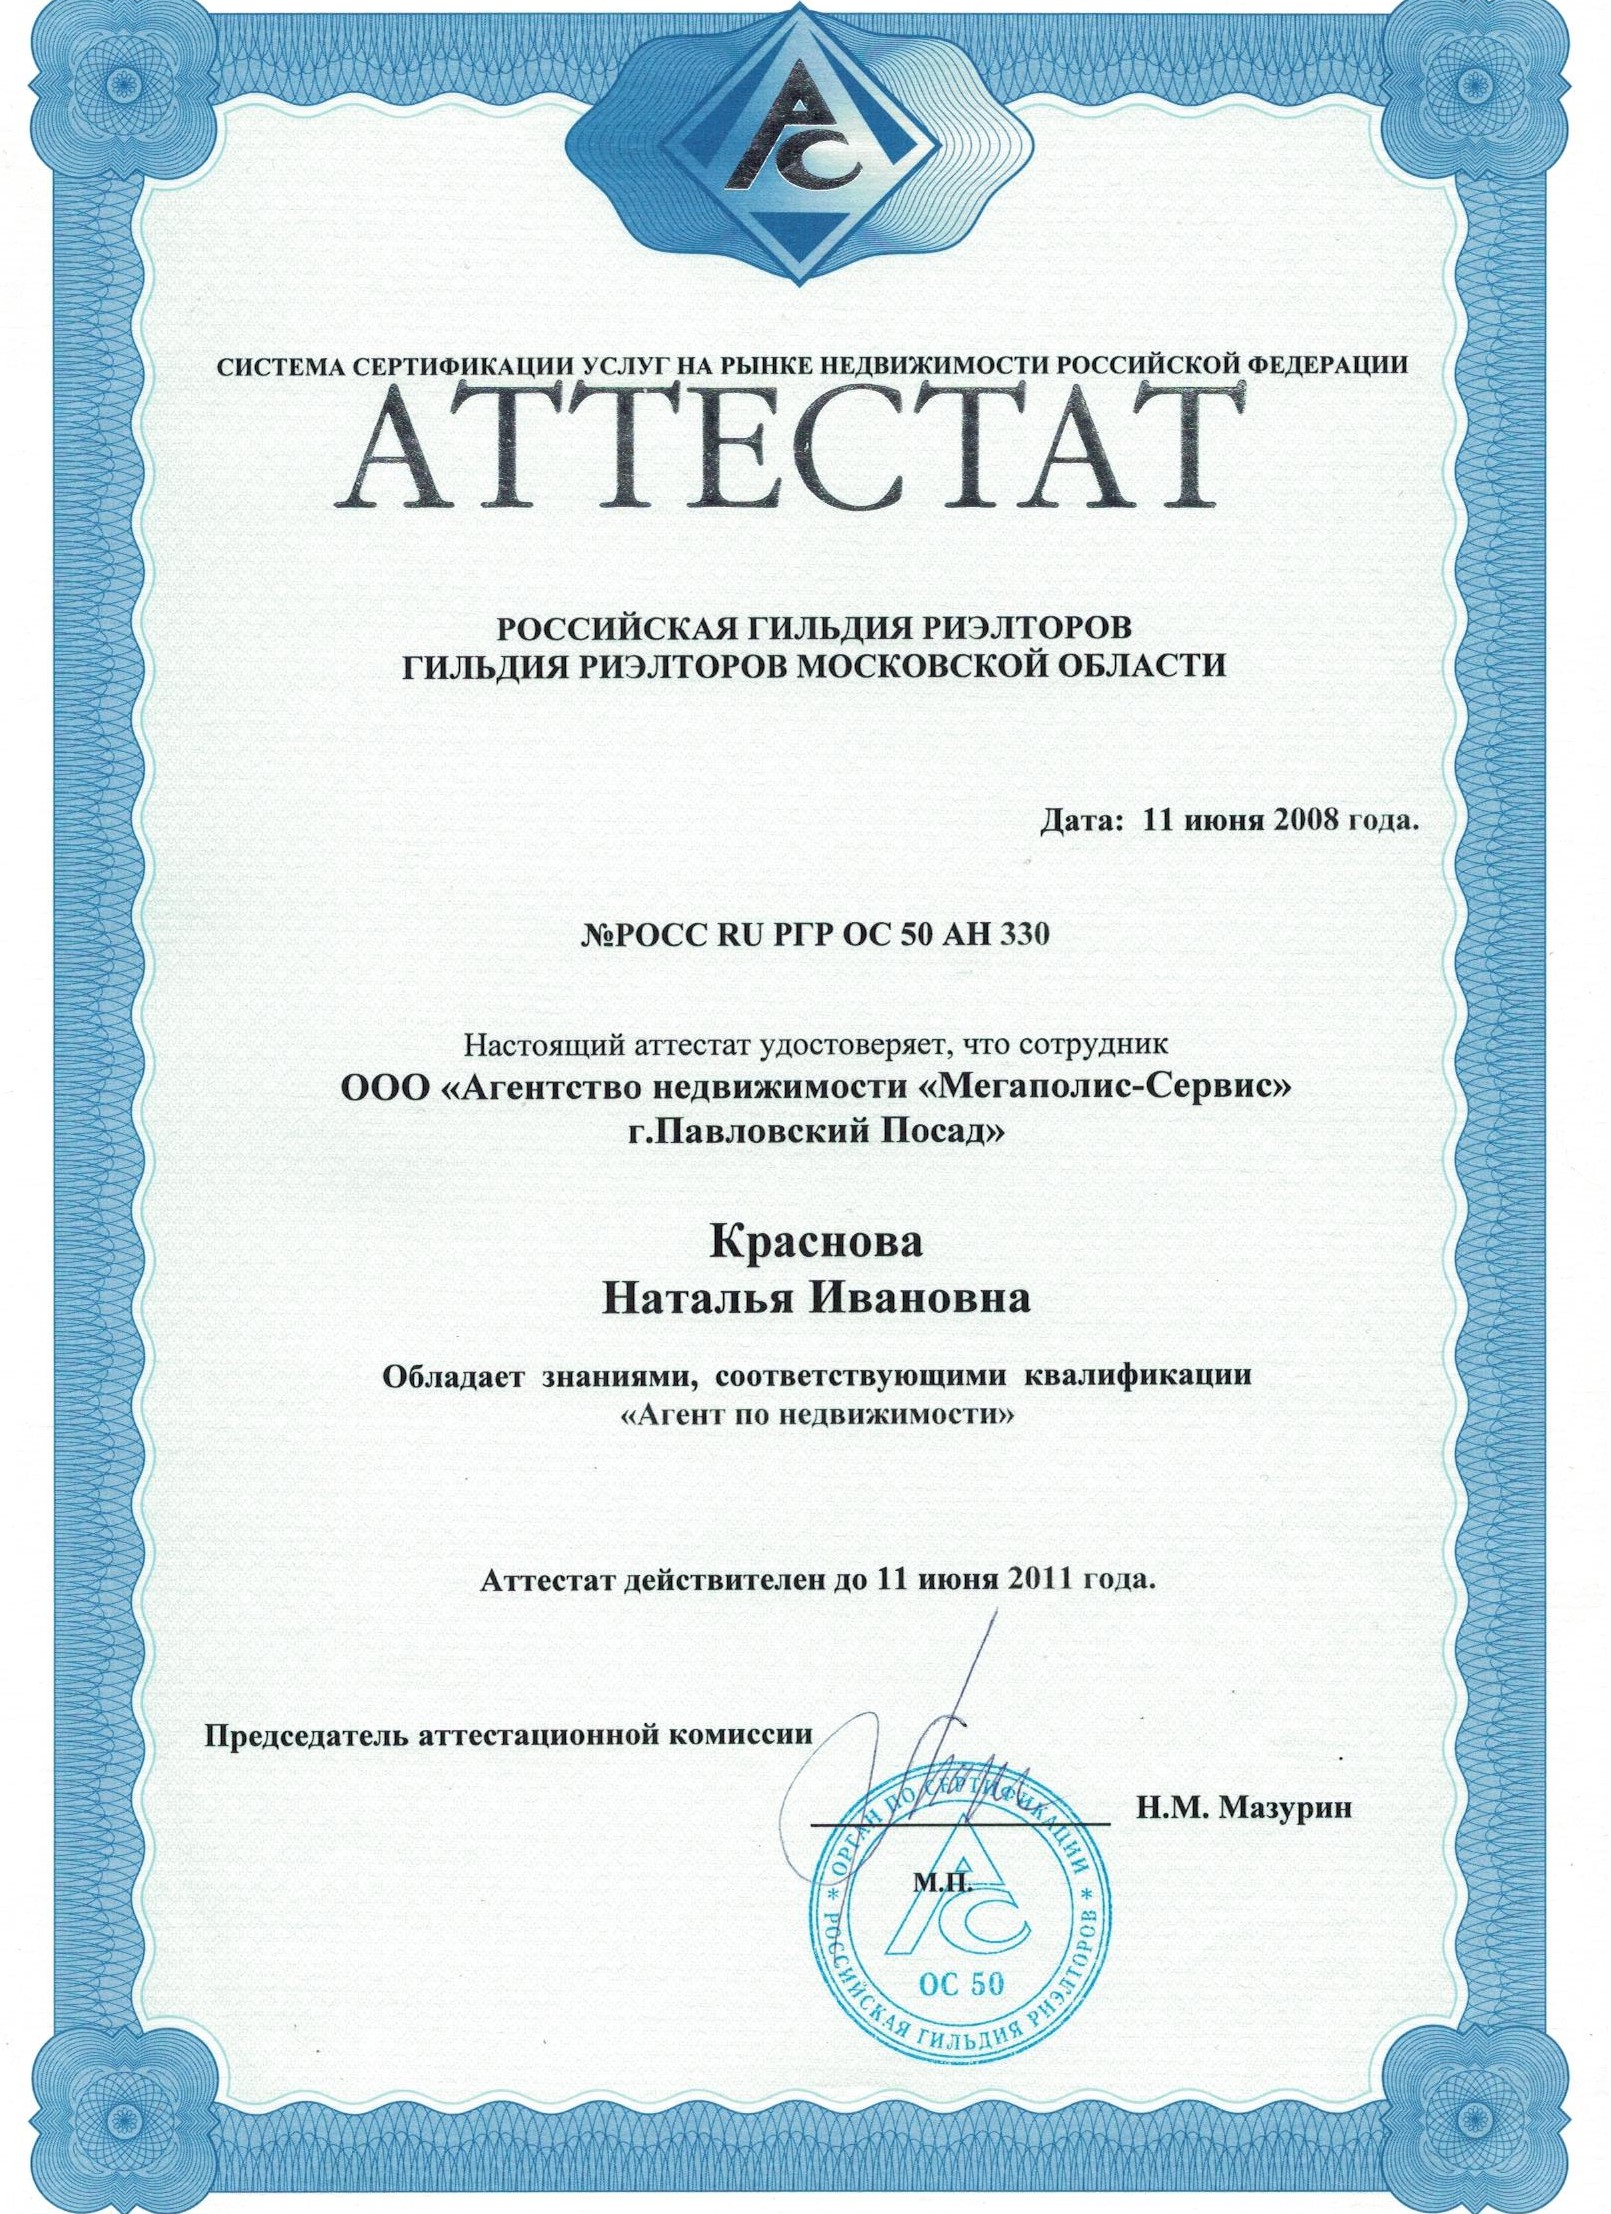 АС
СИСТЕМА СЕРТИФИКАЦИИ УСЛУГ НА РЫНКЕ НЕДВИЖИМОСТИ РОССИЙСКОЙ ФЕДЕРАЦИИ
АТТЕСТАТ
РОССИЙСКАЯ ГИЛЬДИЯ РИЭЛТОРОВ
ГИЛЬДИЯ РИЭЛТОРОВ МОСКОВСКОЙ ОБЛАСТИ
Дата: 11 июня 2008 года.
№РОСС RU РГР ОС 50 АН 330
Настоящий аттестат удостоверяет, что сотрудник
ООО «Агентство недвижимости «Мегаполис-Сервис»
г.Павловский Посад»
Краснова
Наталья Ивановна
Обладает знаниями, соответствующими квалификации
«Агент по недвижимости»
Аттестат действителен до 11 июня 2011 года.
Председатель аттестационной комиссии
Н.М. Мазурин
М.П.
* ОРГАН ПО СЕРТИФИКАЦИИ *
АС
ОС 50
РОССИЙСКАЯ ГИЛЬДИЯ РИЭЛТОРОВ